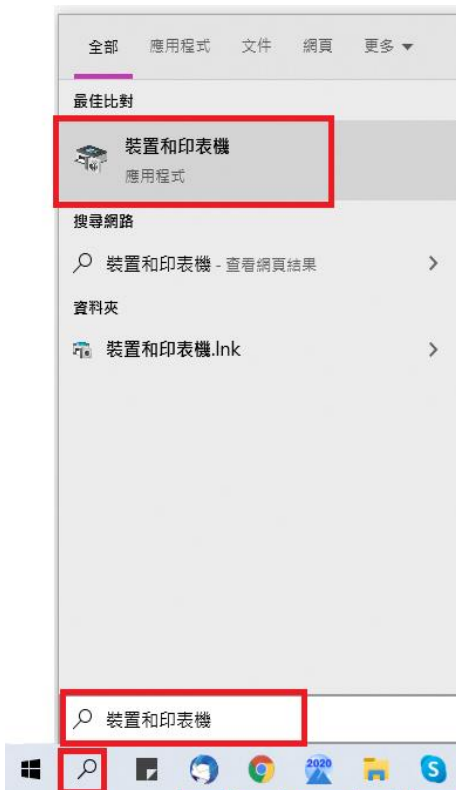 全部 應用程式 文件 網頁 更多
最佳比對
裝置和印表機
應用程式
搜尋網路
裝置和印表機 - 查看網頁結果
資料夾
裝置和印表機.lnk
裝置和印表機
2020
S